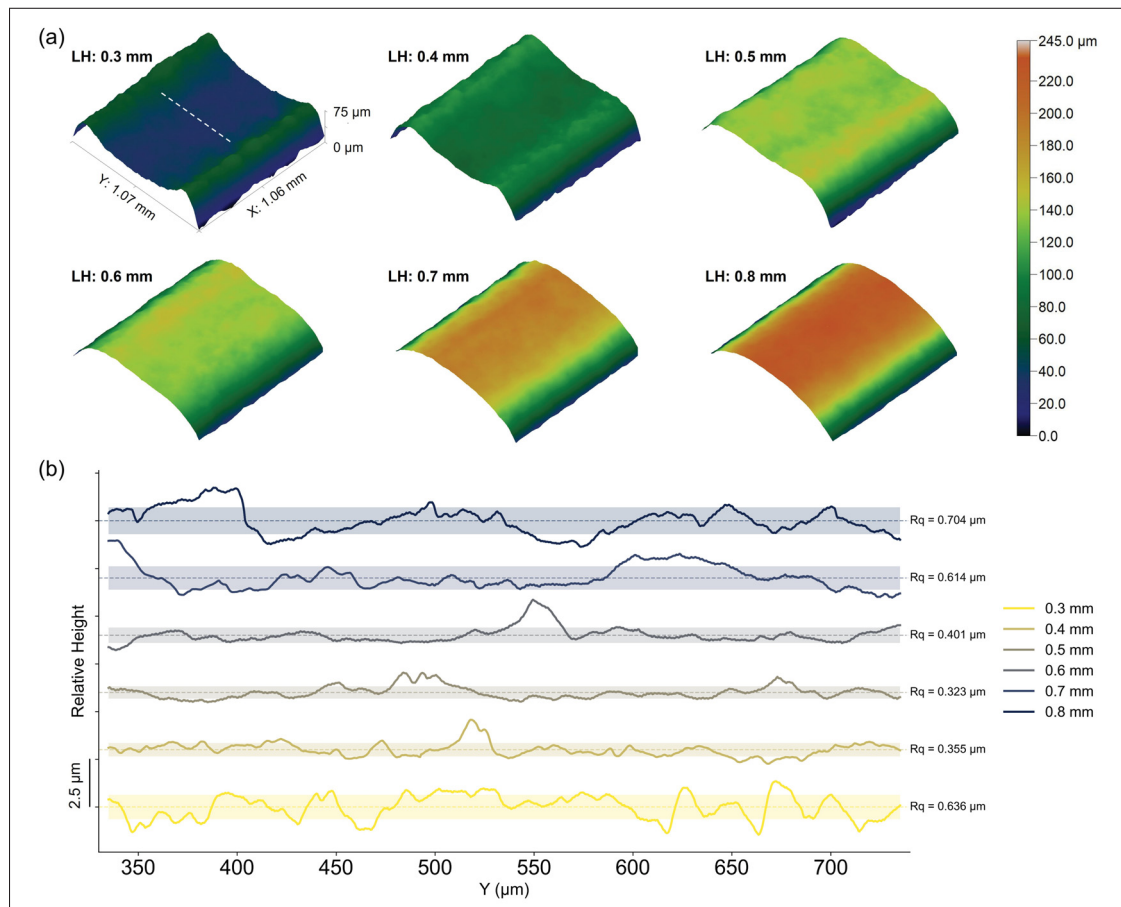 (a)
LH: 0.3 mm
LH: 0.4 mm
LH: 0.5 mm
75 µm
0 µm
Y: 1.07 mm
X: 1.06 mm
LH: 0.6 mm
LH: 0.7 mm
LH: 0.8 mm
245.0 µm
220.0
200.0
180.0
160.0
140.0
120.0
100.0
80.0
60.0
40.0
20.0
0.0
(b)
Relative Height
2.5 µm
Rq = 0.704 µm
Rq = 0.614 µm
Rq = 0.401 µm
Rq = 0.323 µm
Rq = 0.355 µm
Rq = 0.636 µm
0.3 mm
0.4 mm
0.5 mm
0.6 mm
0.7 mm
0.8 mm
350 400 450 500 550 600 650 700
Y (µm)